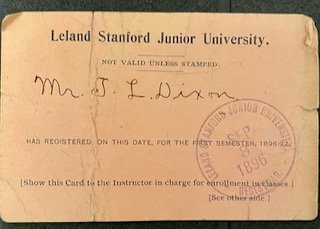 Leland Stanford Junior University.
NOT VALID UNLESS STAMPED.
Mr. J. L. Dixon
HAS REGISTERED, ON THIS DATE, FOR THE FIRST SEMESTER, 1896-97.
LELAND STANFORD JUNIOR UNIVERSITY
SEP
1896
REGISTRAR
[Show this Card to the Instructor in charge for enrollment in classes.]
[See other side.]